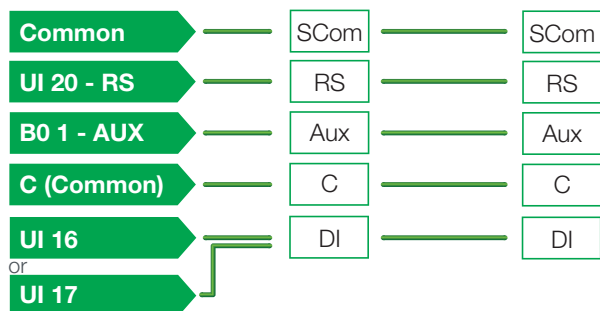 Common SCom SCom
UI 20 - RS RS RS
B0 1 - AUX Aux Aux
C (Common) C C
UI 16 DI DI
or
UI 17